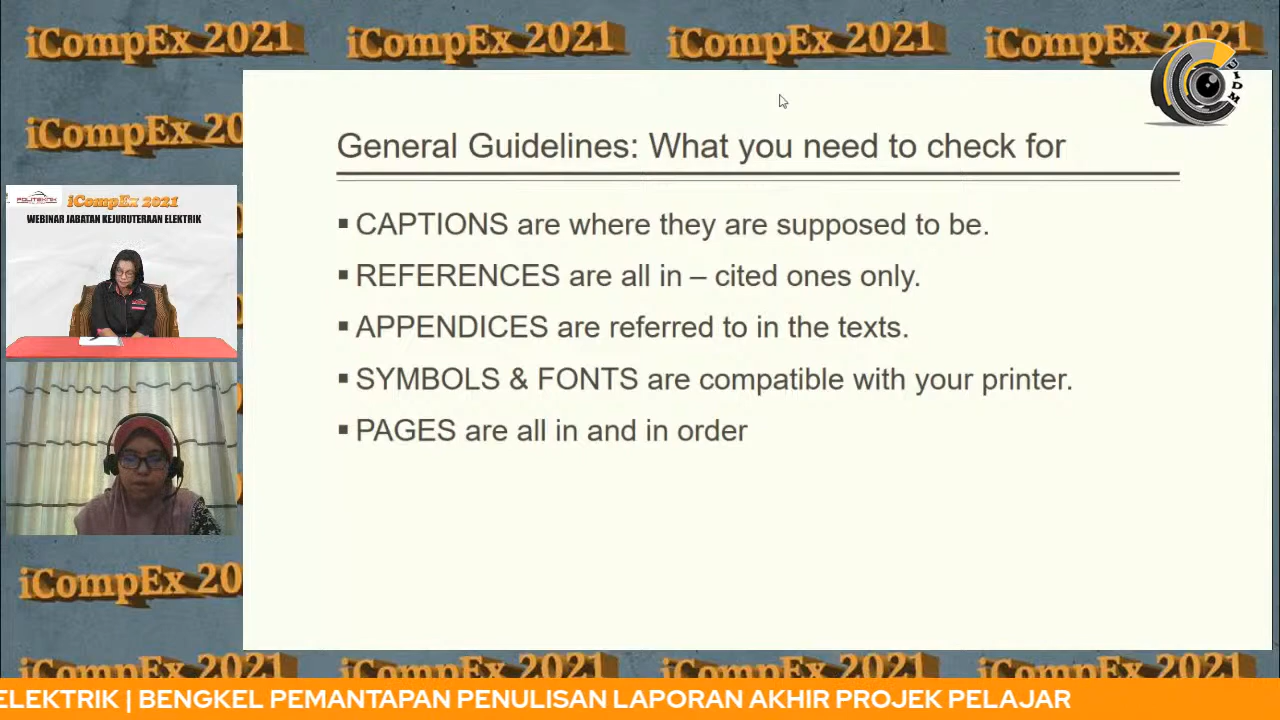 iCompEx 2021 iCompEx 2021 iCompEx 2021 iCompEx 2021
UIDM
iCompEx 20
General Guidelines: What you need to check for
POLITEKNIK
iCompEx 2021
WEBINAR JABATAN KEJURUTERAAN ELEKTRIK
▪ CAPTIONS are where they are supposed to be.
▪ REFERENCES are all in – cited ones only.
▪ APPENDICES are referred to in the texts.
▪ SYMBOLS & FONTS are compatible with your printer.
▪ PAGES are all in and in order
iCompEx 20
iCompEx 2021 iCompEx 2021 iCompEx 2021 iCompEx 2021
ELEKTRIK | BENGKEL PEMANTAPAN PENULISAN LAPORAN AKHIR PROJEK PELAJAR